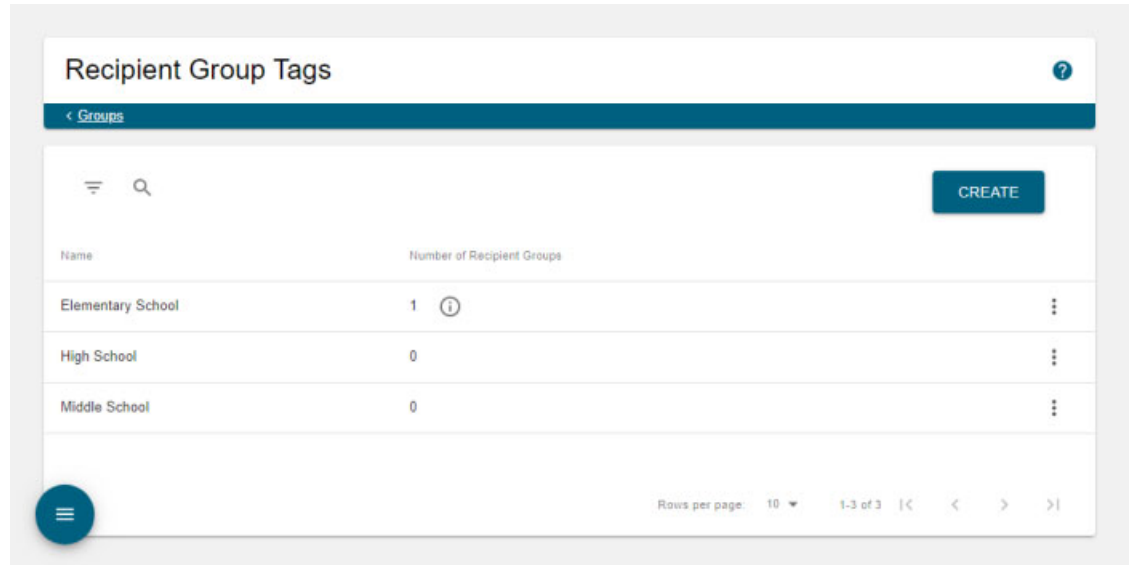 Recipient Group Tags
< Groups
CREATE
Name Number of Recipient Groups
Elementary School 1
High School 0
Middle School 0
Rows per page: 10 1-3 of 3